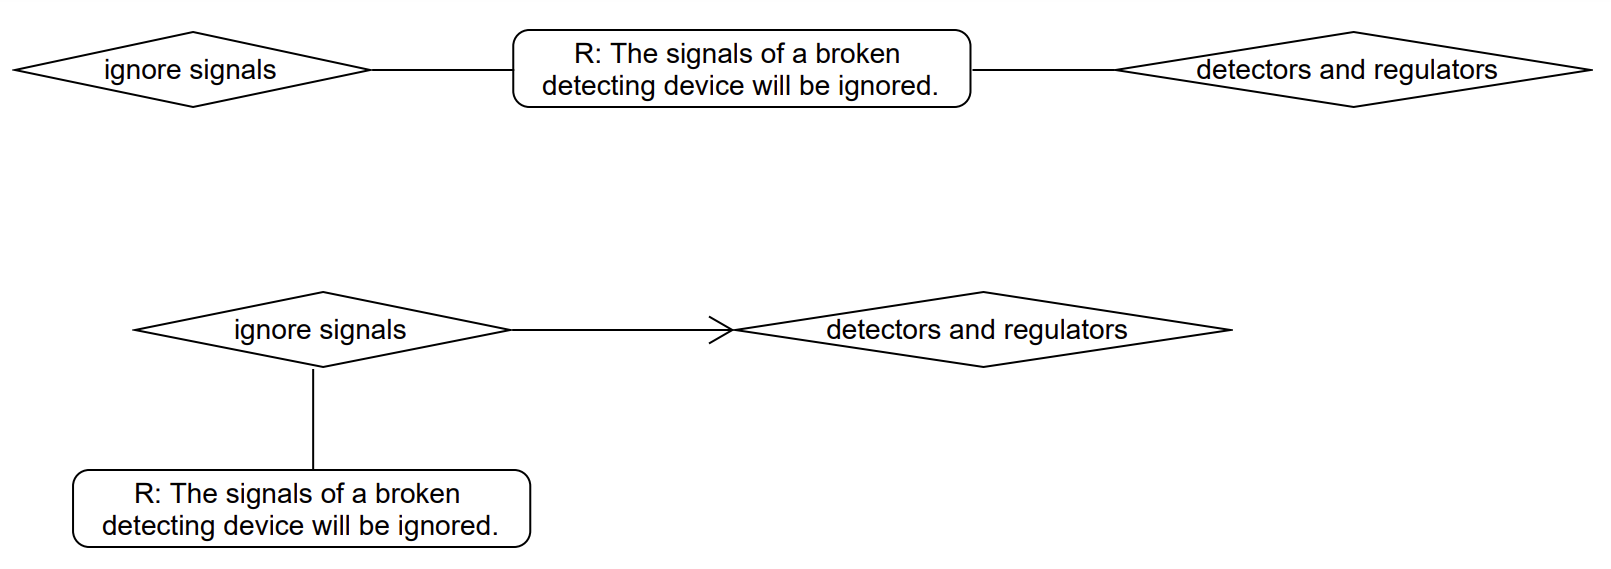 ignore signals
R: The signals of a broken
detecting device will be ignored.
detectors and regulators
ignore signals
detectors and regulators
R: The signals of a broken
detecting device will be ignored.